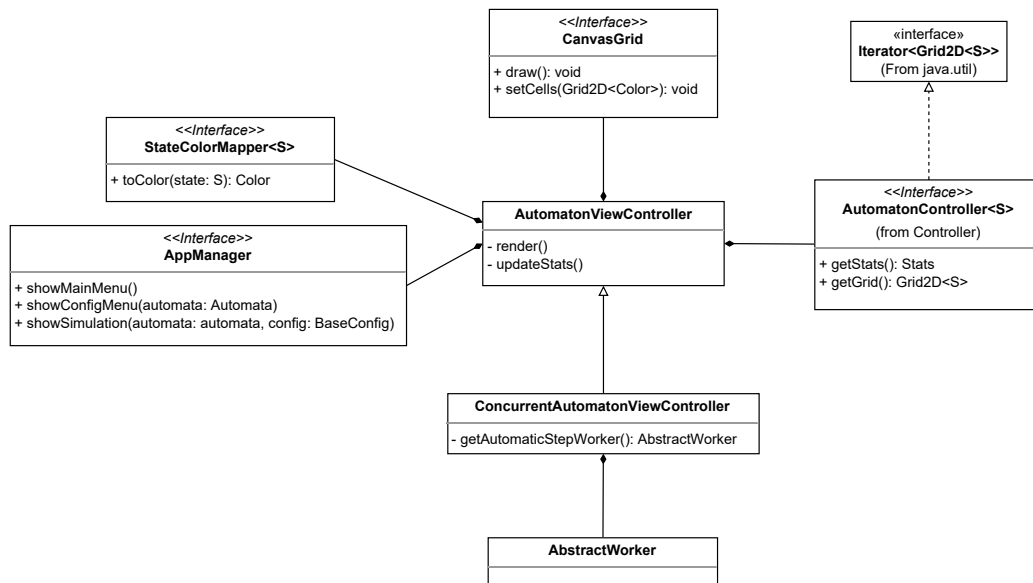 <<Interface>>
CanvasGrid
+ draw(): void
+ setCells(Grid2D<Color>): void
«interface»
Iterator<Grid2D<S>>
(From java.util)
<<Interface>>
StateColorMapper<S>
+ toColor(state: S): Color
<<Interface>>
AppManager
+ showMainMenu()
+ showConfigMenu(automata: Automata)
+ showSimulation(automata: automata, config: BaseConfig)
AutomatonViewController
- render()
- updateStats()
<<Interface>>
AutomatonController<S>
(from Controller)
+ getStats(): Stats
+ getGrid(): Grid2D<S>
ConcurrentAutomatonViewController
- getAutomaticStepWorker(): AbstractWorker
AbstractWorker